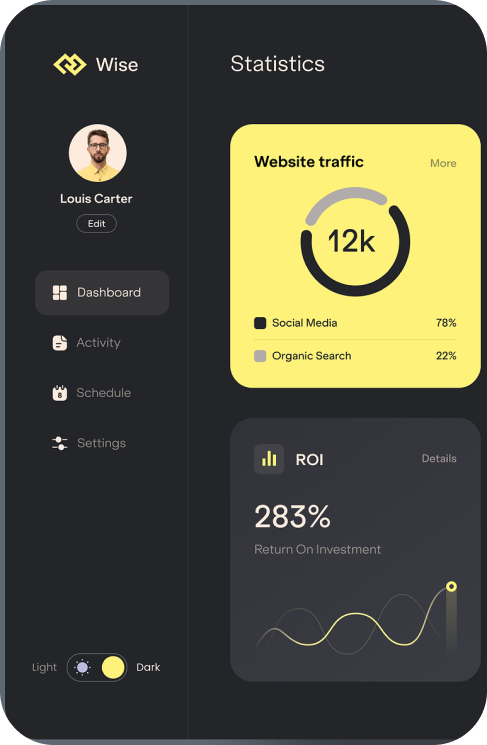 Wise
Louis Carter
Edit
Dashboard
Activity
8
Schedule
Settings
Light
Dark
Statistics
Website traffic
More
12k
Social Media
78%
Organic Search
22%
ROI
Details
283%
Return On Investment